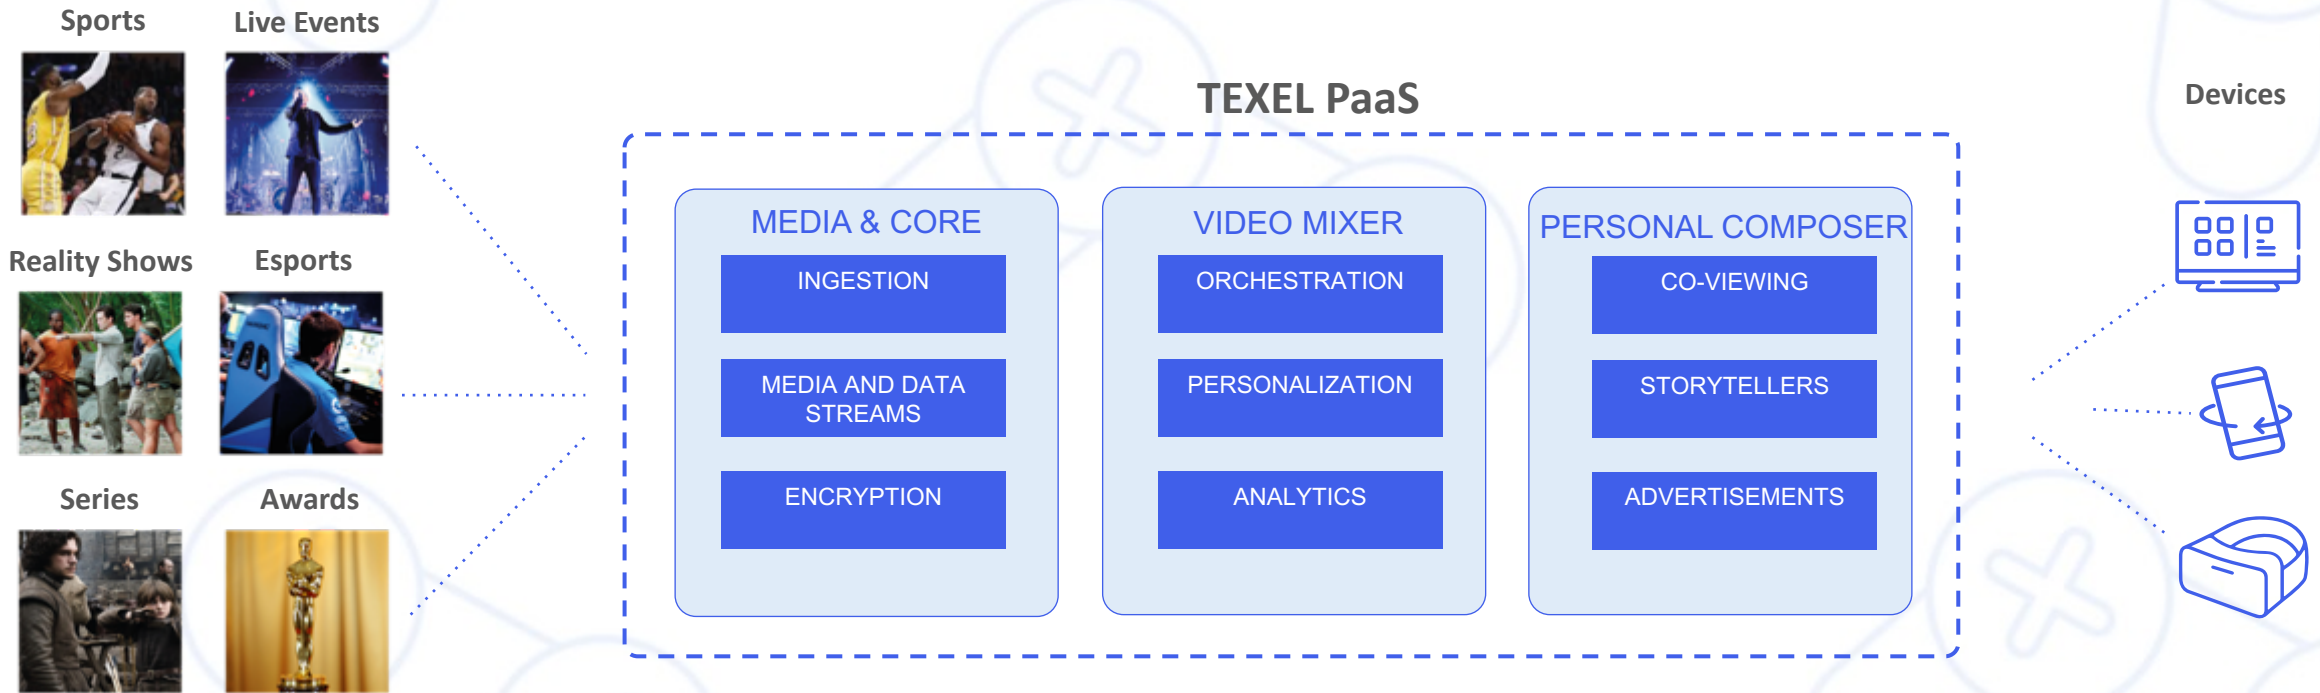 Sports
Live Events
Reality Shows
Esports
Series
Awards
TEXEL PaaS
MEDIA & CORE
INGESTION
MEDIA AND DATA
STREAMS
ENCRYPTION
VIDEO MIXER
ORCHESTRATION
PERSONALIZATION
ANALYTICS
PERSONAL COMPOSER
CO-VIEWING
STORYTELLERS
ADVERTISEMENTS
Devices